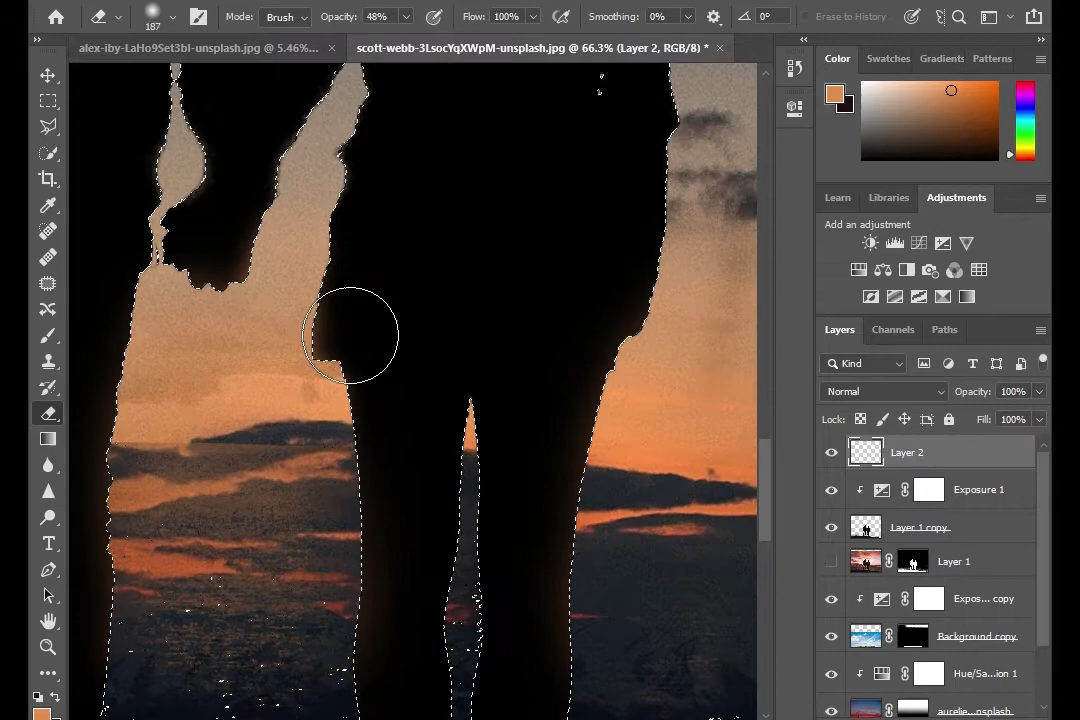 187
Mode: Brush
Opacity: 48%
Flow: 100%
Smoothing: 0%
0°
Erase to History
alex-iby-LaHo9Set3bI-unsplash.jpg @ 5.46%...
scott-webb-3LsocYqXWpM-unsplash.jpg @ 66.3% (Layer 2, RGB/8) *
Color
Swatches
Gradients
Patterns
Learn
Libraries
Adjustments
Add an adjustment
Layers
Channels
Paths
Kind
Normal
Opacity: 100%
Lock:
Fill: 100%
Layer 2
Exposure 1
Layer 1 copy
Layer 1
Expos... copy
Background copy
Hue/Sa...ion 1
aurelie...nsplash